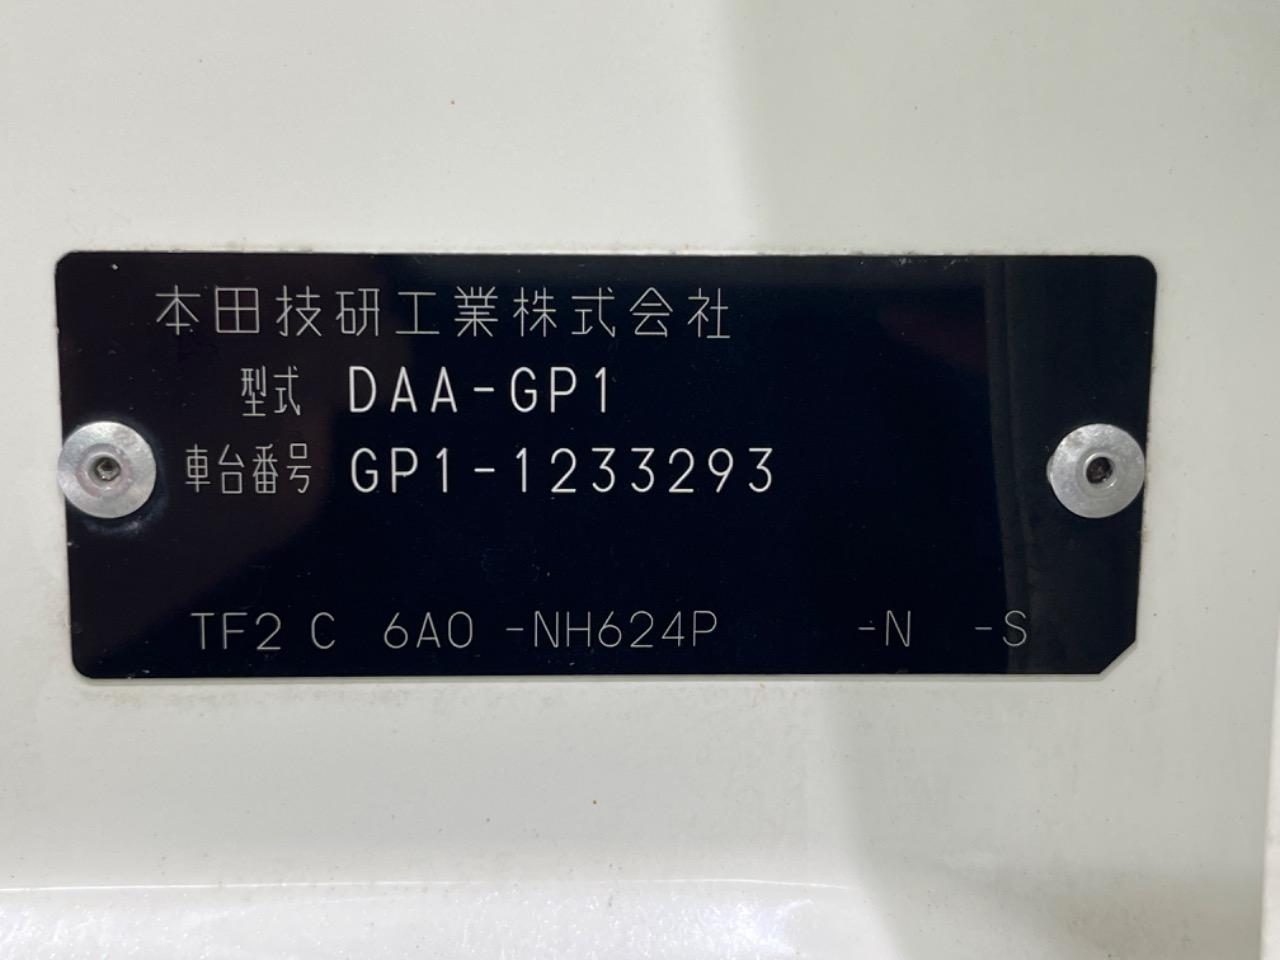 本田技研工業株式会社
型式 DAA-GP1
車台番号 GP1-1233293
TF2 C 6A0 -NH624P -N -S